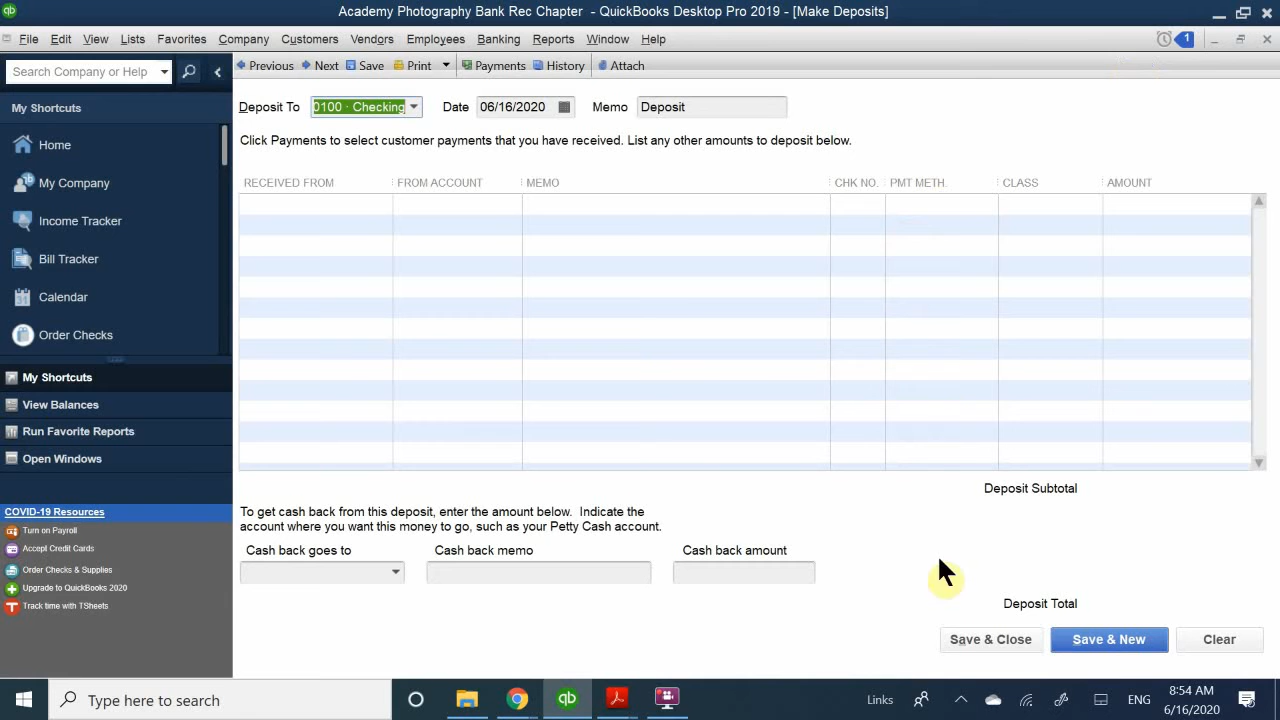 Academy Photography Bank Rec Chapter - QuickBooks Desktop Pro 2019 - [Make Deposits]
File Edit View Lists Favorites Company Customers Vendors Employees Banking Reports Window Help
1
Search Company or Help
Previous Next Save Print Payments History Attach
My Shortcuts
Home
My Company
Income Tracker
Bill Tracker
Calendar
Order Checks
My Shortcuts
View Balances
Run Favorite Reports
Open Windows
COVID-19 Resources
Turn on Payroll
Accept Credit Cards
Order Checks & Supplies
Upgrade to QuickBooks 2020
Track time with TSheets
Deposit To 0100 · Checking Date 06/16/2020 Memo Deposit
Click Payments to select customer payments that you have received. List any other amounts to deposit below.
RECEIVED FROM FROM ACCOUNT MEMO CHK NO. PMT METH. CLASS AMOUNT
Deposit Subtotal
To get cash back from this deposit, enter the amount below. Indicate the
account where you want this money to go, such as your Petty Cash account.
Cash back goes to Cash back memo Cash back amount
Deposit Total
Save & Close Save & New Clear
Type here to search
qb
Links
ENG
8:54 AM
6/16/2020